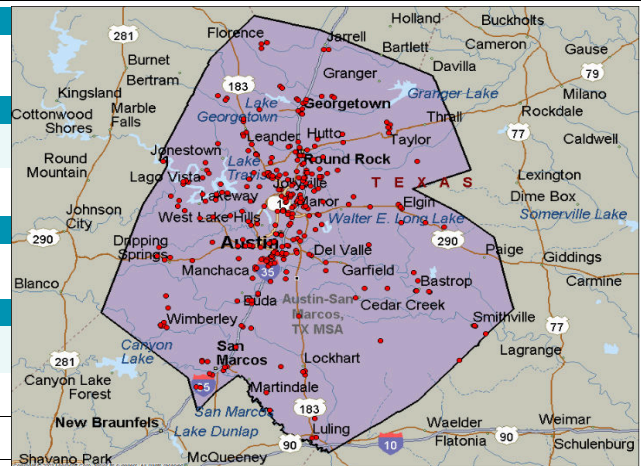 Holland
Buckholts
281
Florence
Jarrell
Bartlett
Cameron
Gause
Burnet
Davilla
Bertram
183
Granger
79
Kingsland
Granger Lake
Milano
Lake
Georgetown
Georgetown
Cottonwood
Shores
Marble
Falls
Thrall
Rockdale
Leander
Hutto
Taylor
77
Caldwell
Jonestown
Round Rock
Round
Mountain
Lake
Travis
Lago Vista
TEXAS
Lexington
Lakeway
Manor
Elgin
Dime Box
Johnson
City
West Lake Hills
Walter E. Long Lake
Somerville Lake
290
Austin
290
Dripping
Springs
Del Valle
Paige
Giddings
Manchaca
35
Garfield
Blanco
Bastrop
Carmine
Buda
Austin-San
Marcos,
TX MSA
Cedar Creek
Wimberley
Smithville
77
Canyon
Lake
San
Marcos
Lagrange
281
Lockhart
Canyon Lake
Forest
35
Martindale
San Marcos
183
New Braunfels
Luling
Waelder
Weimar
Lake Dunlap
90
10
Flatonia
90
Schulenburg
Shavano Park
McQueeney